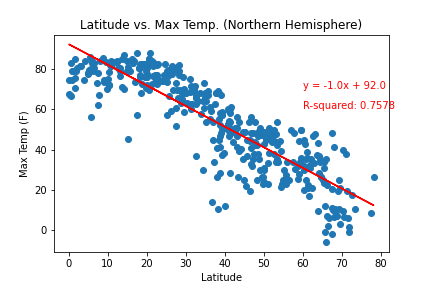 Latitude vs. Max Temp. (Northern Hemisphere)
Max Temp (F)
80
60
40
20
0
y = -1.0x + 92.0
R-squared: 0.7578
0 10 20 30 40 50 60 70 80
Latitude